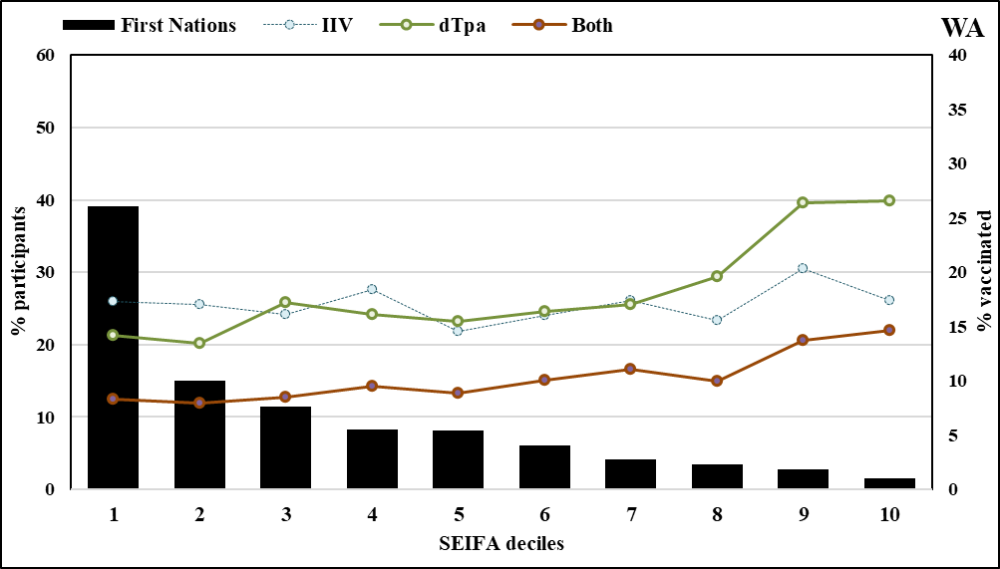 First Nations IIV dTpa Both WA
60 40
35
50
30
40
25
30 20
15
20
10
10
5
0 0
1 2 3 4 5 6 7 8 9 10
SEIFA deciles
% participants
% vaccinated